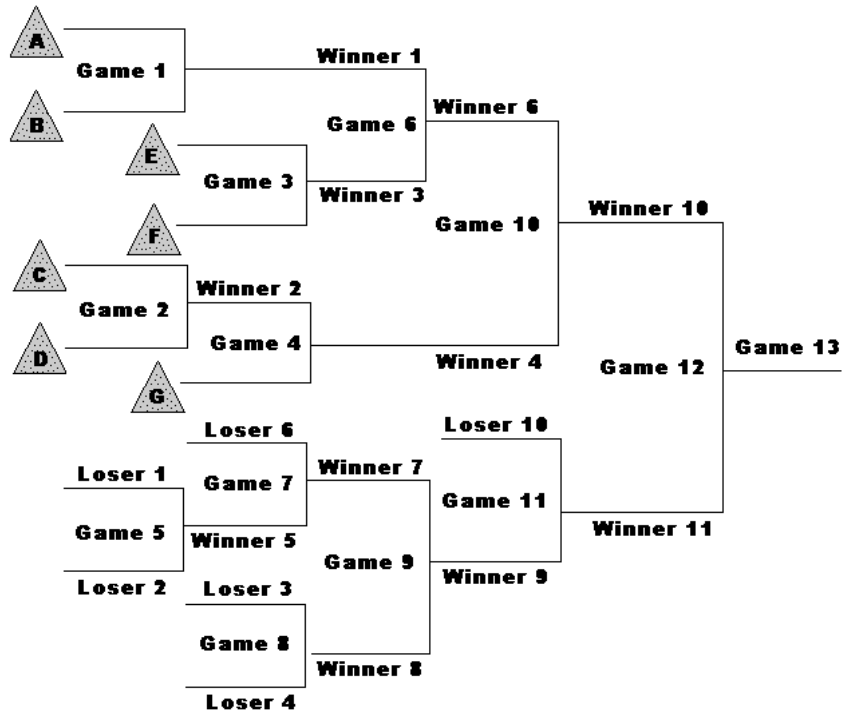 A
Game 1
B
Winner 1
Game 6
E
Game 3
F
Winner 3
Winner 6
Game 10
C
Game 2
D
Winner 2
Game 4
G
Winner 4
Winner 10
Game 12
Game 13
Loser 6
Game 7
Loser 1
Game 5
Loser 2
Winner 5
Winner 7
Game 9
Loser 3
Game 8
Loser 4
Winner 8
Loser 10
Game 11
Winner 9
Winner 11